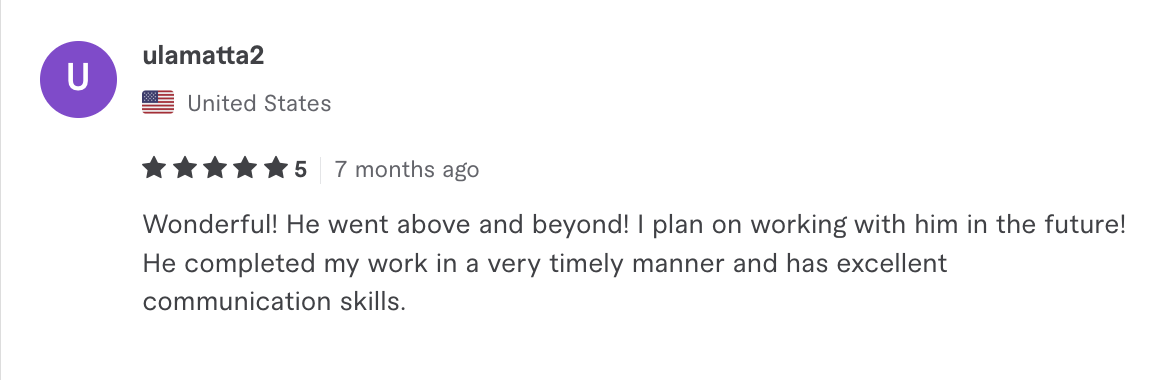 U
ulamatta2
United States
5 7 months ago
Wonderful! He went above and beyond! I plan on working with him in the future!
He completed my work in a very timely manner and has excellent
communication skills.